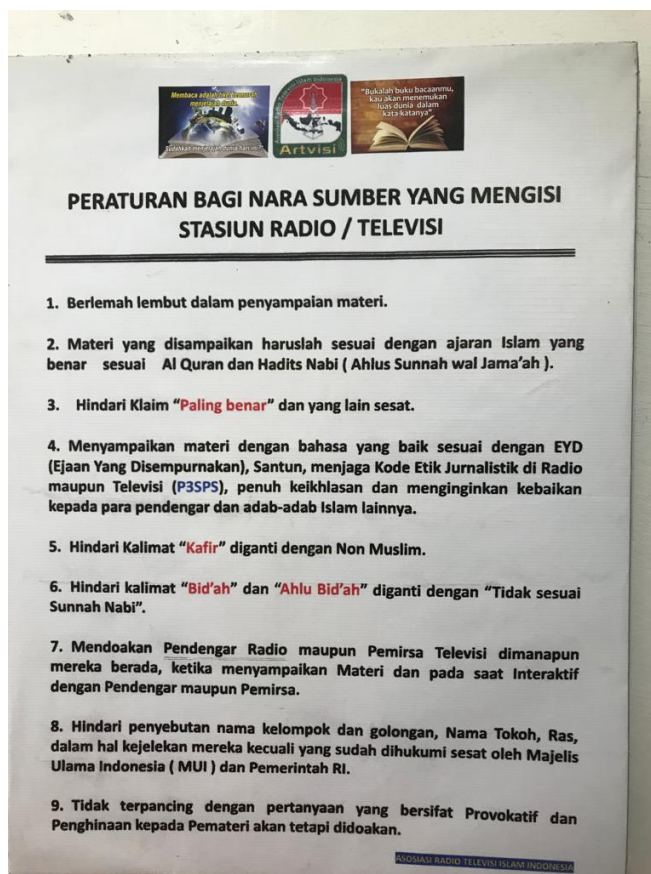 Membaca adalah
menjelajah dunia.
Artvisi
"Bukalah buku bacaanmu,
kau akan menemukan
luas dunia dalam
kata-katanya"
PERATURAN BAGI NARA SUMBER YANG MENGISI
STASIUN RADIO / TELEVISI
1. Berlemah lembut dalam penyampaian materi.
2. Materi yang disampaikan haruslah sesuai dengan ajaran Islam yang
benar sesuai Al Quran dan Hadits Nabi ( Ahlus Sunnah wal Jama'ah ).
3. Hindari Klaim "Paling benar" dan yang lain sesat.
4. Menyampaikan materi dengan bahasa yang baik sesuai dengan EYD
(Ejaan Yang Disempurnakan), Santun, menjaga Kode Etik Jurnalistik di Radio
maupun Televisi (P3SPS), penuh keikhlasan dan menginginkan kebaikan
kepada para pendengar dan adab-adab Islam lainnya.
5. Hindari Kalimat "Kafir" diganti dengan Non Muslim.
6. Hindari kalimat "Bid'ah" dan "Ahlu Bid'ah" diganti dengan "Tidak sesuai
Sunnah Nabi".
7. Mendoakan Pendengar Radio maupun Pemirsa Televisi dimanapun
mereka berada, ketika menyampaikan Materi dan pada saat Interaktif
dengan Pendengar maupun Pemirsa.
8. Hindari penyebutan nama kelompok dan golongan, Nama Tokoh, Ras,
dalam hal kejelekan mereka kecuali yang sudah dihukumi sesat oleh Majelis
Ulama Indonesia ( MUI ) dan Pemerintah RI.
9. Tidak terpancing dengan pertanyaan yang bersifat Provokatif dan
Penghinaan kepada Pemateri akan tetapi didoakan.
ASOSIASI RADIO TELEVISI ISLAM INDONESIA